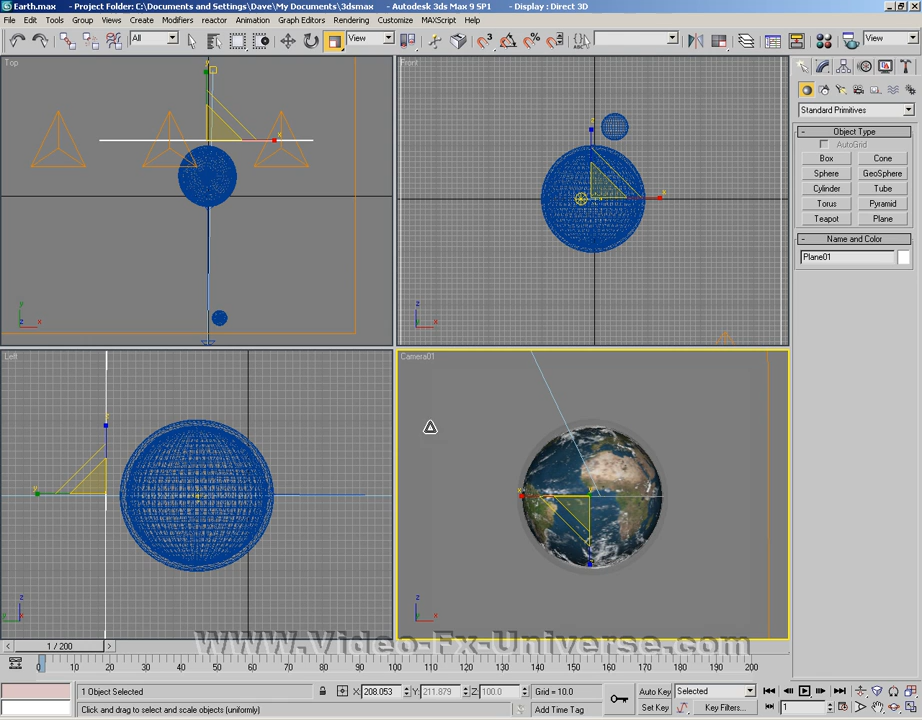 Earth.max - Project Folder: C:\Documents and Settings\Dave\My Documents\3dsmax - Autodesk 3ds Max 9 SP1 - Display : Direct 3D
File Edit Tools Group Views Create Modifiers reactor Animation Graph Editors Rendering Customize MAXScript Help
All View View
Top
Front
Standard Primitives
Object Type
AutoGrid
Box Cone
Sphere GeoSphere
Cylinder Tube
Torus Pyramid
Teapot Plane
Name and Color
Plane01
Left
Camera01
www.Video-Fx-Universe.com
1 / 200
0 10 20 30 40 50 60 70 80 90 100 110 120 130 140 150 160 170 180 190 200
1 Object Selected X: 208.053 Y: 211.879 Z: 100.0 Grid = 10.0 Auto Key Selected
Click and drag to select and scale objects (uniformly) Add Time Tag Set Key Key Filters... 1